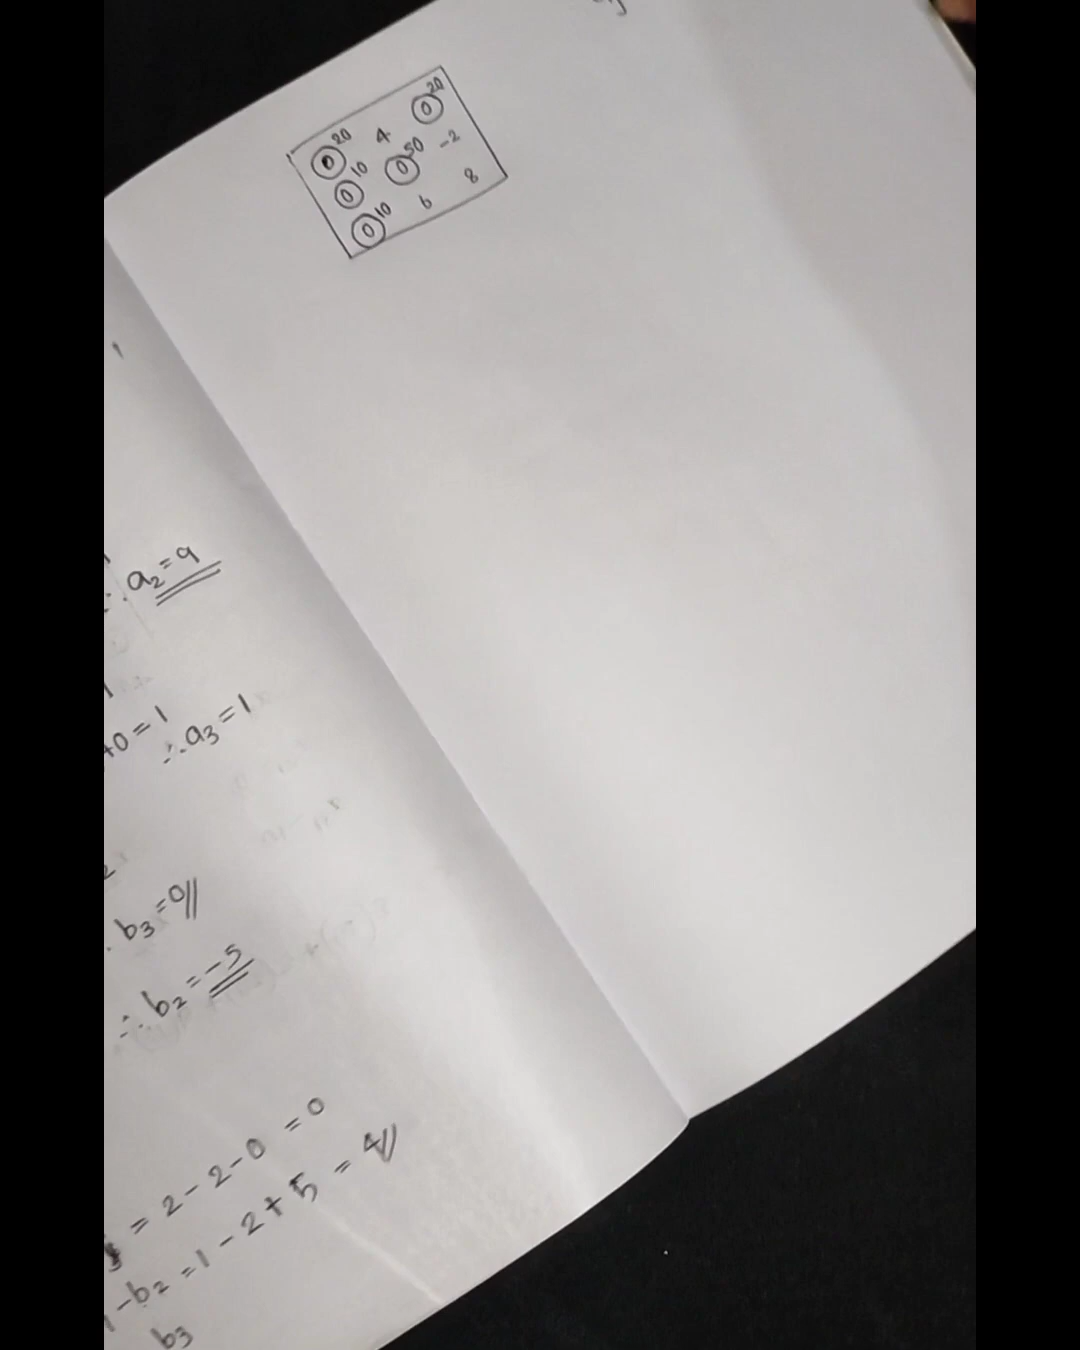 0 20 4 0 20
0 10 0 50 -2
0 10 6 8
∴ a2 = 9
+0 = 1 ∴ a3 = 1
b3 = 0//
∴ b2 = -5
= 2 - 2 - 0 = 0
- b2 = 1 - 2 + 5 = 4//
b3